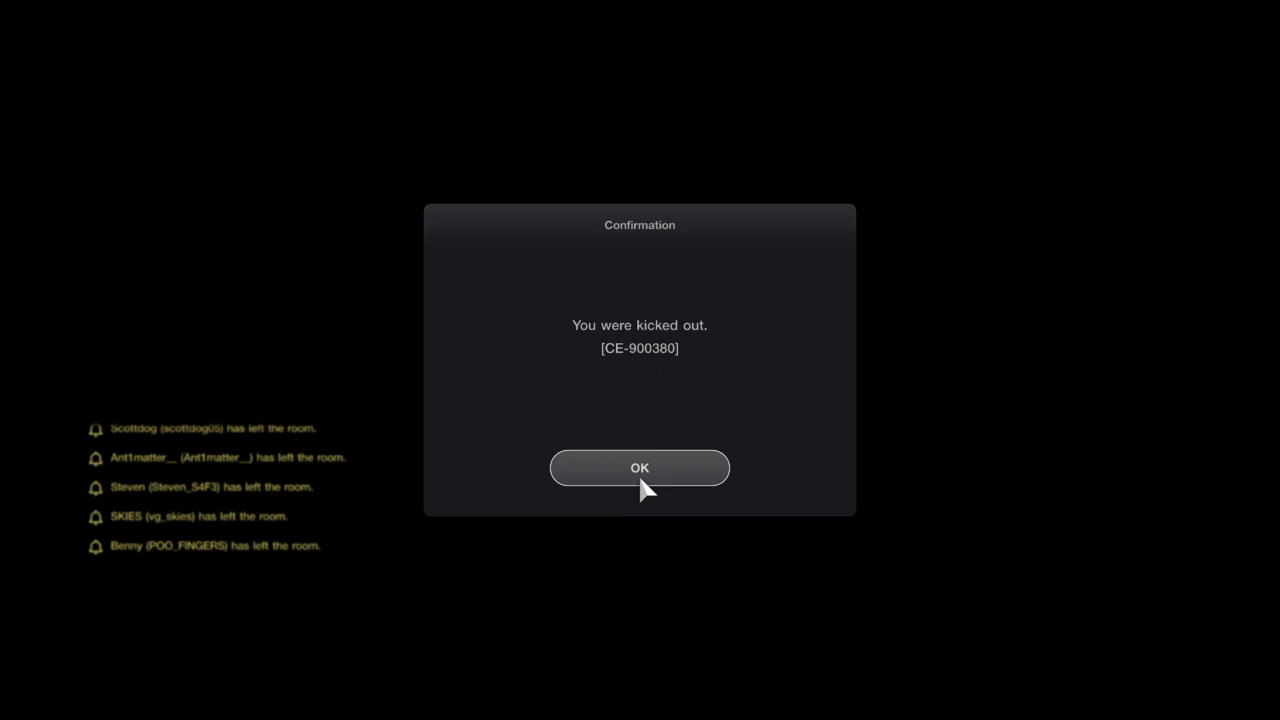 Confirmation
You were kicked out.
[CE-900380]
OK
Scottdog (scottdog05) has left the room.
Ant1matter__ (Ant1matter__) has left the room.
Steven (Steven_S4F3) has left the room.
SKIES (vg_skies) has left the room.
Benny (POO_FINGERS) has left the room.